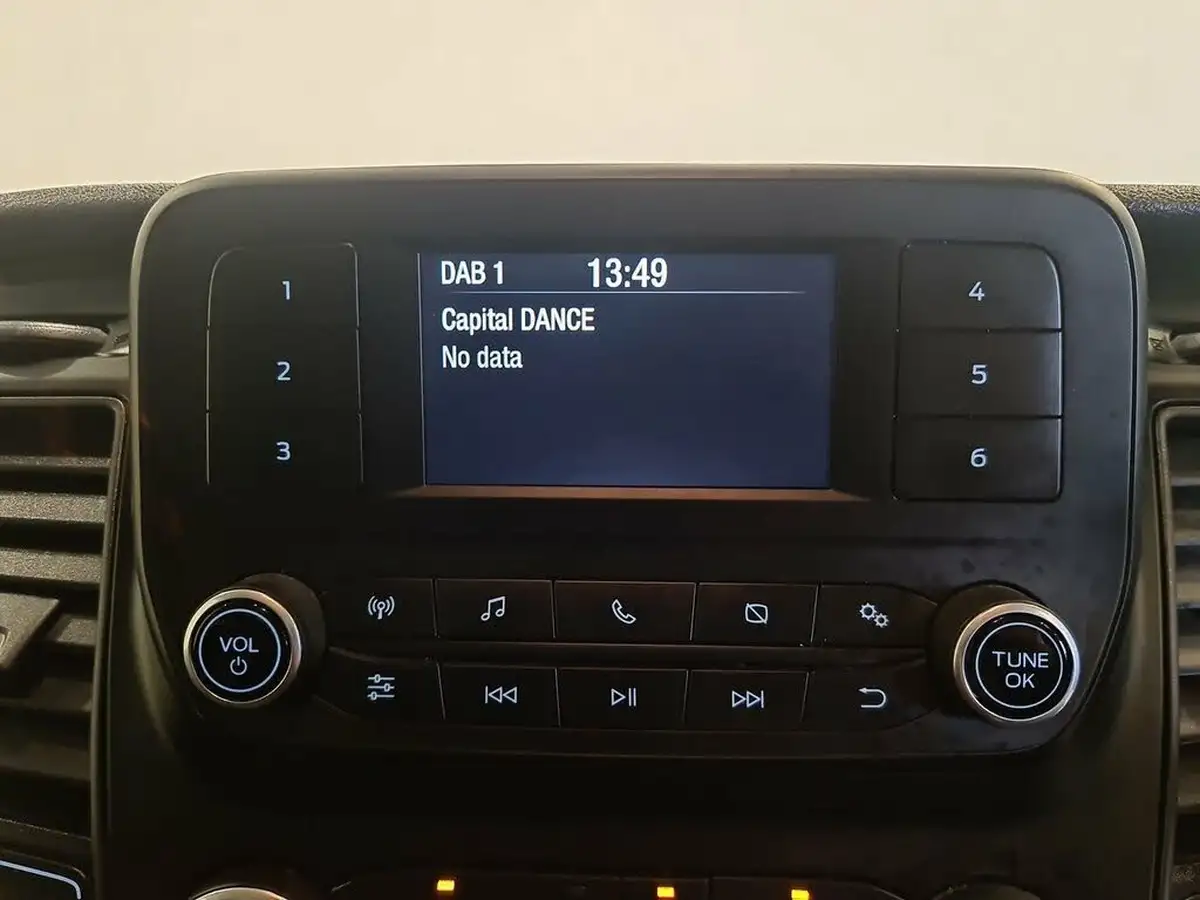 1
2
3
DAB 1 13:49
Capital DANCE
No data
4
5
6
VOL
TUNE
OK